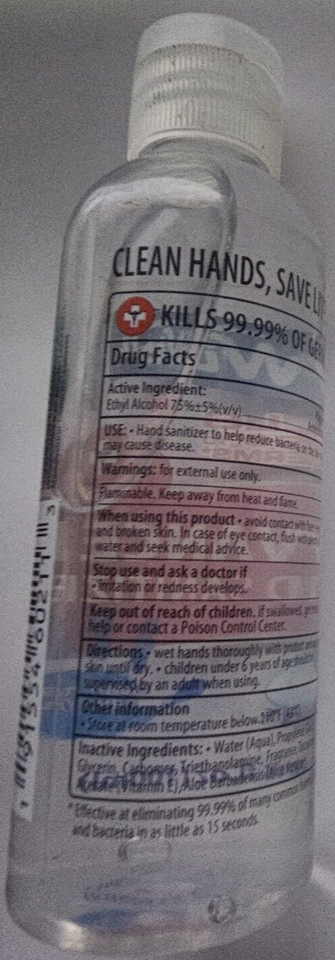 CLEAN HANDS, SAVE
KILLS 99.99% OF
Drug Facts
Active Ingredient:
Ethyl Alcohol 75%±5%(v/v)
USE: • Hand sanitizer to help reduce bacteria
may cause disease.
Warnings: for external use only.
Flammable. Keep away from heat and flame.
When using this product • avoid contact with
and broken skin. In case of eye contact, flush with
water and seek medical advice.
Stop use and ask a doctor if
• Irritation or redness develops.
Keep out of reach of children. if swallowed, get
help or contact a Poison Control Center.
Directions • wet hands thoroughly with product
skin until dry. • children under 6 years of age should
supervised by an adult when using.
Other information
• Store at room temperature below
Inactive Ingredients: • Water (Aqua), Propylene
Glycerin, Carbomer, Triethanolamine, Fragrance,
(Vitamin E), Aloe Barbadensis
*Effective at eliminating 99.99% of many common
and bacteria in as little as 15 seconds.